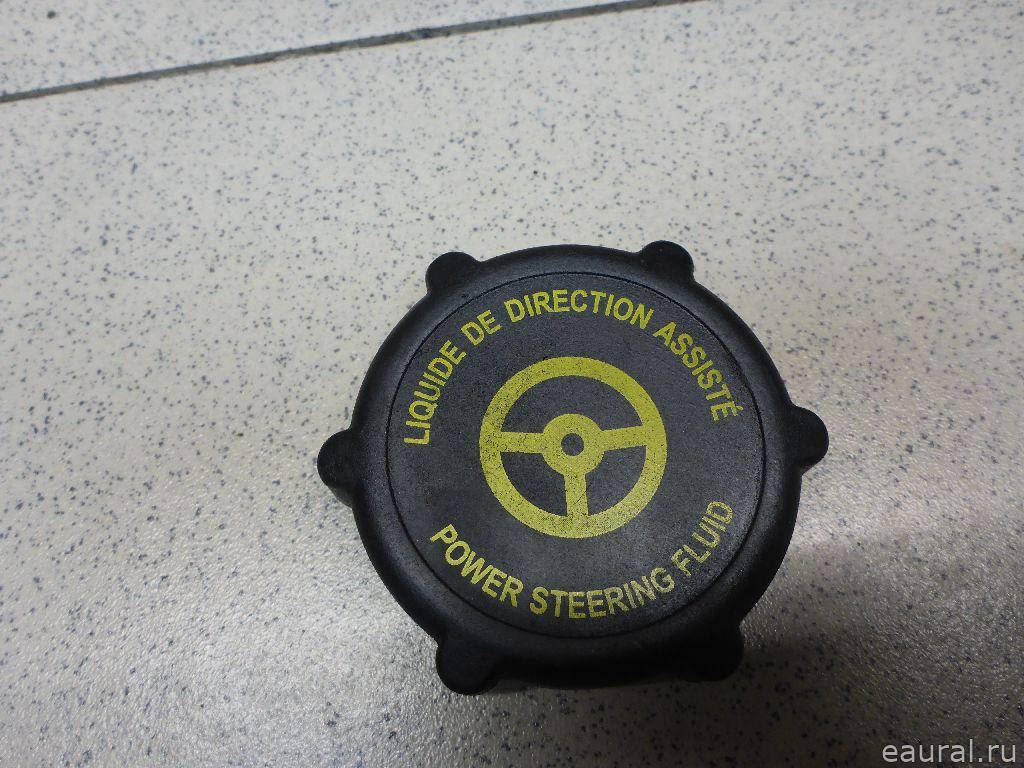 LIQUIDE DE DIRECTION ASSISTÉ
POWER STEERING FLUID
eaural.ru